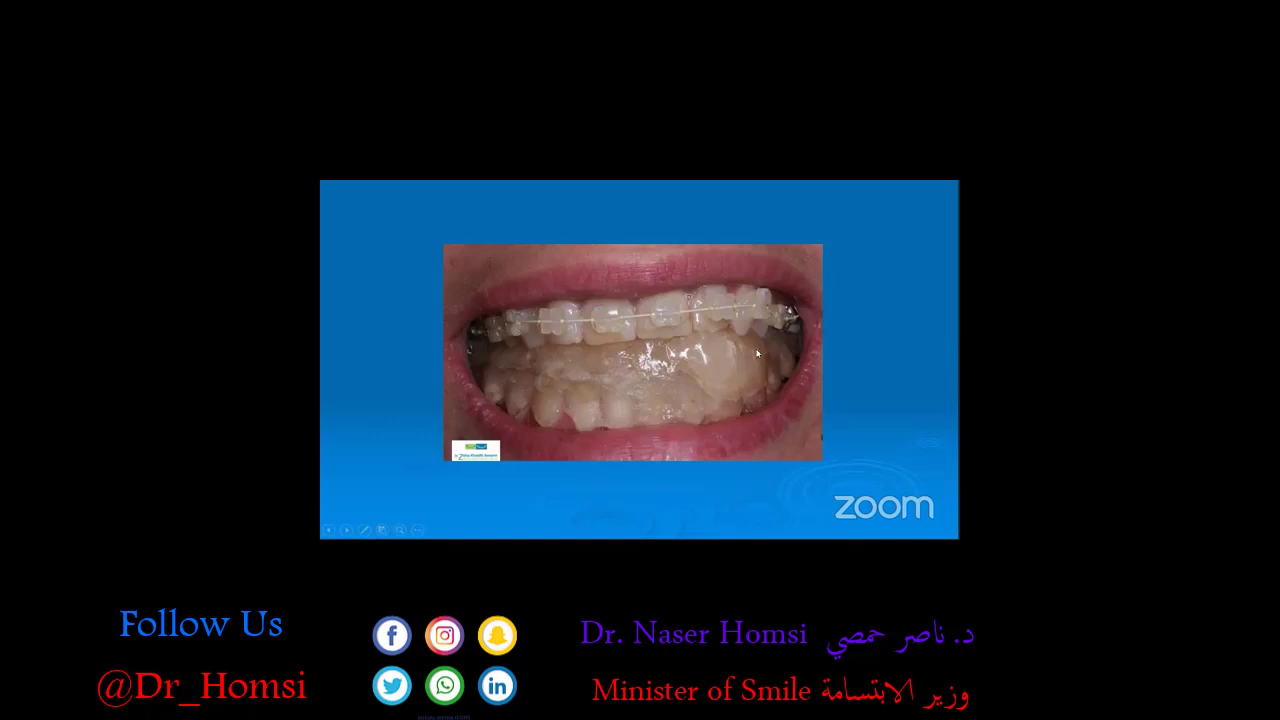 zoom
Follow Us
@Dr_Homsi
Dr. Naser Homsi د. ناصر حمصي
Minister of Smile وزير الابتسامة